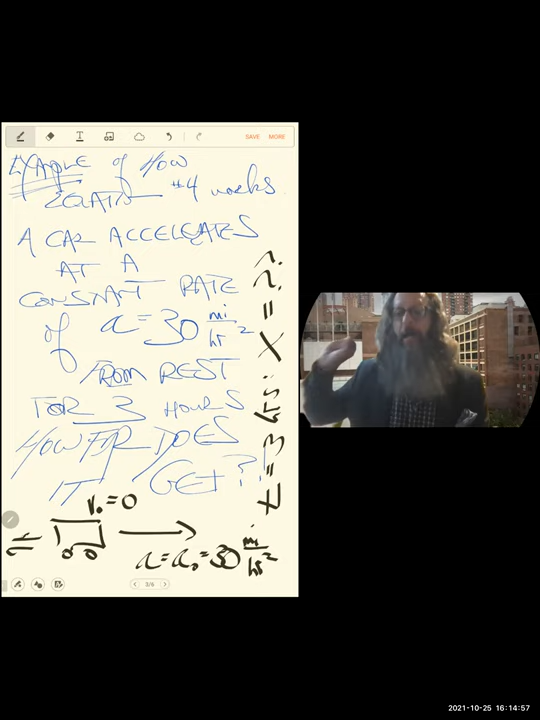 SAVE MORE
EXAMPLE of HOW
EQUATION #4 works
A CAR ACCELERATES
AT A
CONSTANT RATE
of a = 30 mi/hr²
FROM REST
FOR 3 HOURS
HOW FAR DOES
IT GET??
V₀ = 0
a = a₀ = 30 mi/hr²
t = 3 hrs: X = ??
3/6
2021-10-25 16:14:57